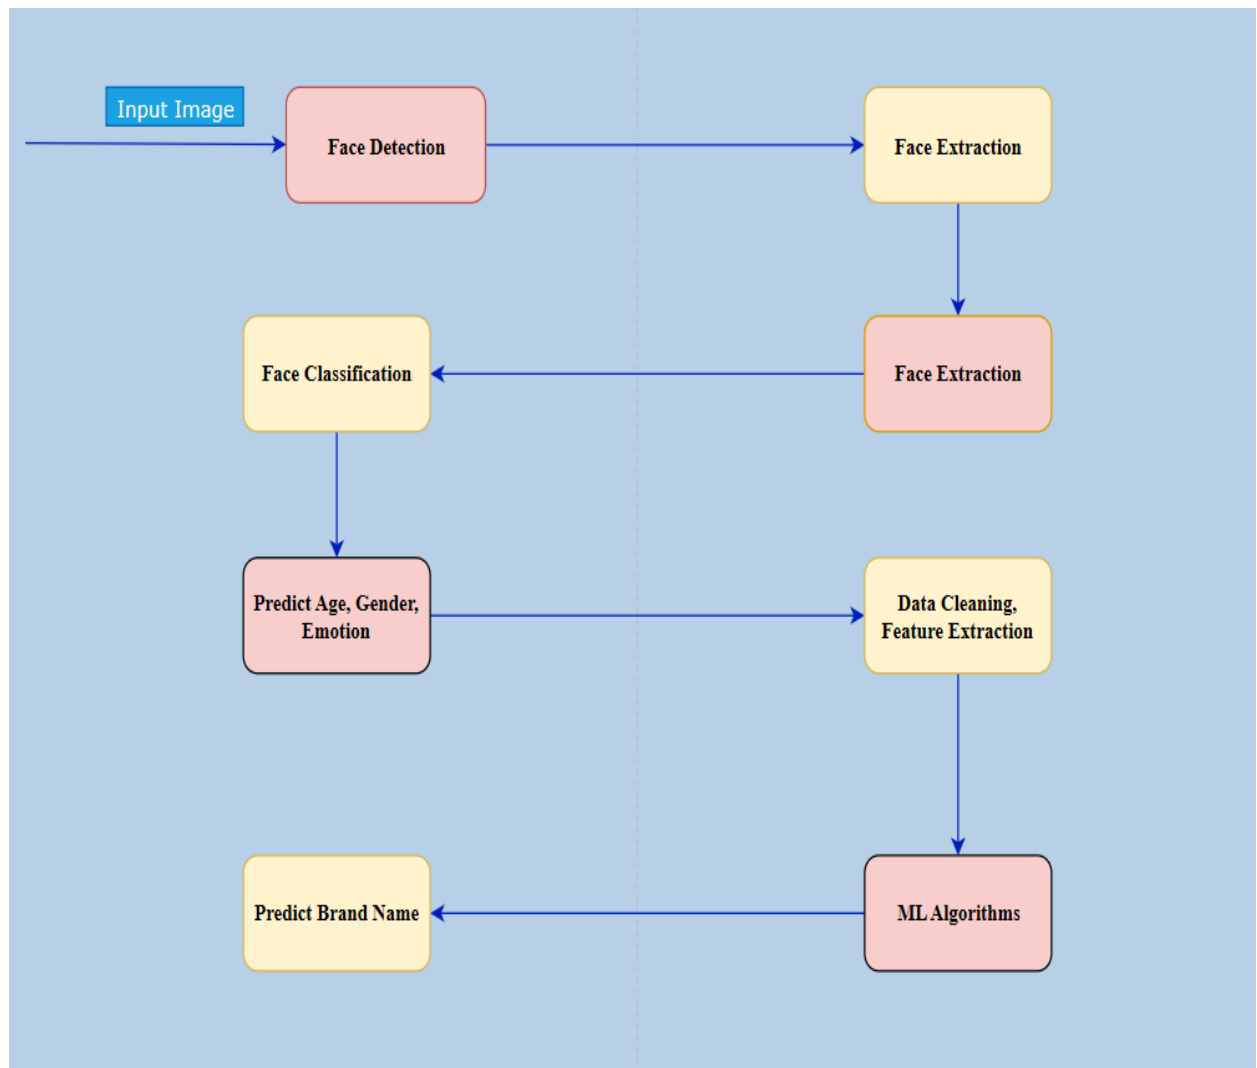 Input Image
Face Detection
Face Extraction
Face Extraction
Face Classification
Predict Age, Gender,
Emotion
Data Cleaning,
Feature Extraction
ML Algorithms
Predict Brand Name